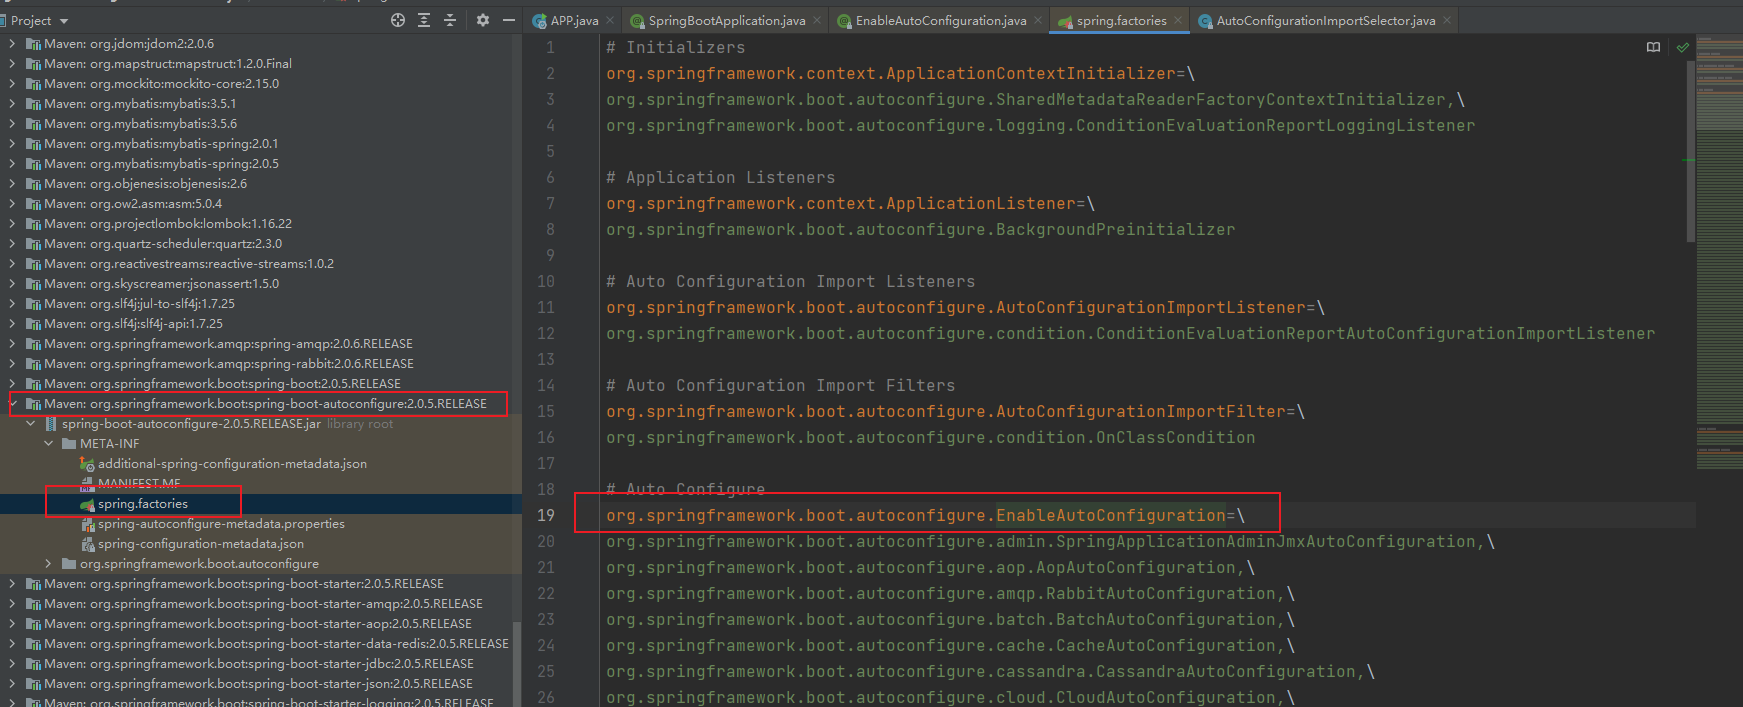 Project
Maven: org.jdom:jdom2:2.0.6
Maven: org.mapstruct:mapstruct:1.2.0.Final
Maven: org.mockito:mockito-core:2.15.0
Maven: org.mybatis:mybatis:3.5.1
Maven: org.mybatis:mybatis:3.5.6
Maven: org.mybatis:mybatis-spring:2.0.1
Maven: org.mybatis:mybatis-spring:2.0.5
Maven: org.objenesis:objenesis:2.6
Maven: org.ow2.asm:asm:5.0.4
Maven: org.projectlombok:lombok:1.16.22
Maven: org.quartz-scheduler:quartz:2.3.0
Maven: org.reactivestreams:reactive-streams:1.0.2
Maven: org.skyscreamer:jsonassert:1.5.0
Maven: org.slf4j:jul-to-slf4j:1.7.25
Maven: org.slf4j:slf4j-api:1.7.25
Maven: org.springframework.amqp:spring-amqp:2.0.6.RELEASE
Maven: org.springframework.amqp:spring-rabbit:2.0.6.RELEASE
Maven: org.springframework.boot:spring-boot:2.0.5.RELEASE
Maven: org.springframework.boot:spring-boot-autoconfigure:2.0.5.RELEASE
spring-boot-autoconfigure-2.0.5.RELEASE.jar library root
META-INF
additional-spring-configuration-metadata.json
MANIFEST.MF
spring.factories
spring-autoconfigure-metadata.properties
spring-configuration-metadata.json
org.springframework.boot.autoconfigure
Maven: org.springframework.boot:spring-boot-starter:2.0.5.RELEASE
Maven: org.springframework.boot:spring-boot-starter-amqp:2.0.5.RELEASE
Maven: org.springframework.boot:spring-boot-starter-aop:2.0.5.RELEASE
Maven: org.springframework.boot:spring-boot-starter-data-redis:2.0.5.RELEASE
Maven: org.springframework.boot:spring-boot-starter-jdbc:2.0.5.RELEASE
Maven: org.springframework.boot:spring-boot-starter-json:2.0.5.RELEASE
Maven: org.springframework.boot:spring-boot-starter-logging:2.0.5.RELEASE
APP.java SpringBootApplication.java EnableAutoConfiguration.java spring.factories AutoConfigurationImportSelector.java
1 # Initializers
2 org.springframework.context.ApplicationContextInitializer=\
3 org.springframework.boot.autoconfigure.SharedMetadataReaderFactoryContextInitializer,\
4 org.springframework.boot.autoconfigure.logging.ConditionEvaluationReportLoggingListener
5
6 # Application Listeners
7 org.springframework.context.ApplicationListener=\
8 org.springframework.boot.autoconfigure.BackgroundPreinitializer
9
10 # Auto Configuration Import Listeners
11 org.springframework.boot.autoconfigure.AutoConfigurationImportListener=\
12 org.springframework.boot.autoconfigure.condition.ConditionEvaluationReportAutoConfigurationImportListener
13
14 # Auto Configuration Import Filters
15 org.springframework.boot.autoconfigure.AutoConfigurationImportFilter=\
16 org.springframework.boot.autoconfigure.condition.OnClassCondition
17
18 # Auto Configure
19 org.springframework.boot.autoconfigure.EnableAutoConfiguration=\
20 org.springframework.boot.autoconfigure.admin.SpringApplicationAdminJmxAutoConfiguration,\
21 org.springframework.boot.autoconfigure.aop.AopAutoConfiguration,\
22 org.springframework.boot.autoconfigure.amqp.RabbitAutoConfiguration,\
23 org.springframework.boot.autoconfigure.batch.BatchAutoConfiguration,\
24 org.springframework.boot.autoconfigure.cache.CacheAutoConfiguration,\
25 org.springframework.boot.autoconfigure.cassandra.CassandraAutoConfiguration,\
26 org.springframework.boot.autoconfigure.cloud.CloudAutoConfiguration,\